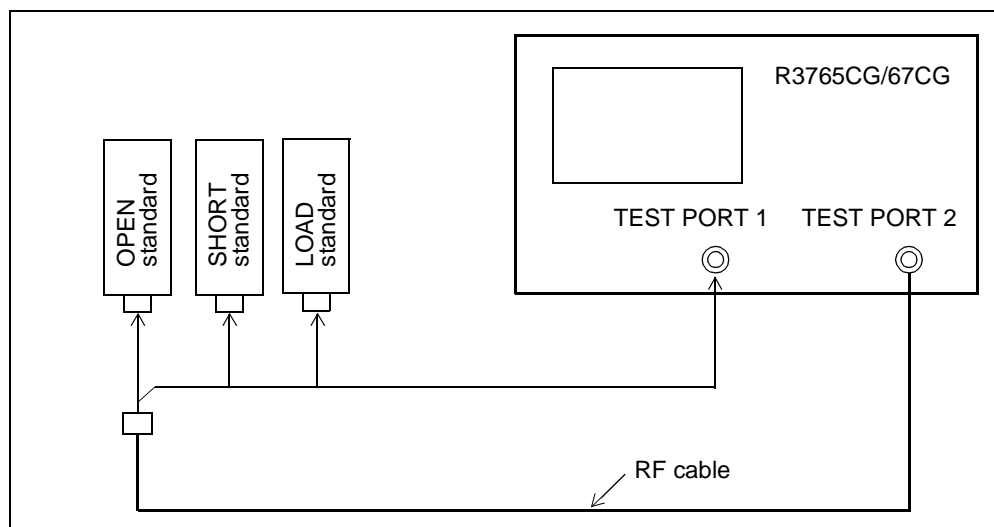 R3765CG/67CG
OPEN
standard
SHORT
standard
LOAD
standard
TEST PORT 1
TEST PORT 2
RF cable